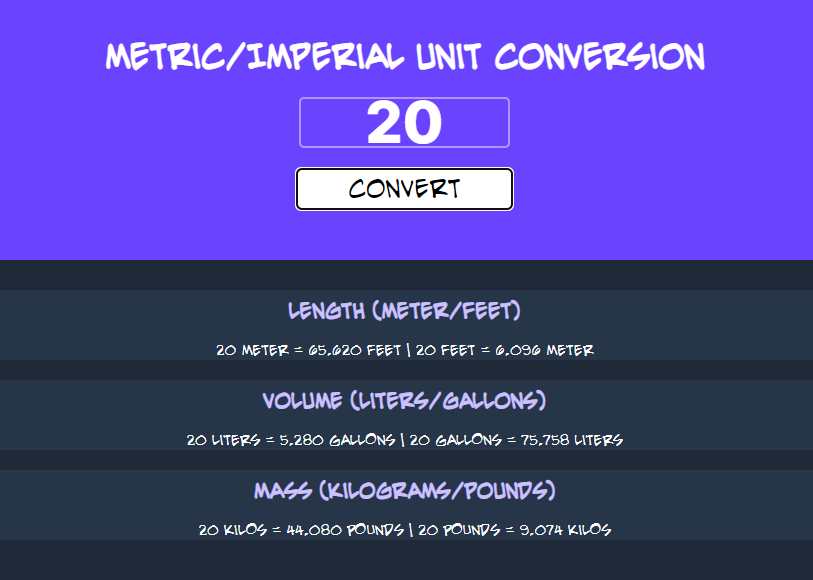 METRIC/IMPERIAL UNIT CONVERSION
20
CONVERT
LENGTH (METER/FEET)
20 METER = 65.620 FEET | 20 FEET = 6.096 METER
VOLUME (LITERS/GALLONS)
20 LITERS = 5.280 GALLONS | 20 GALLONS = 75.758 LITERS
MASS (KILOGRAMS/POUNDS)
20 KILOS = 44.080 POUNDS | 20 POUNDS = 9.074 KILOS